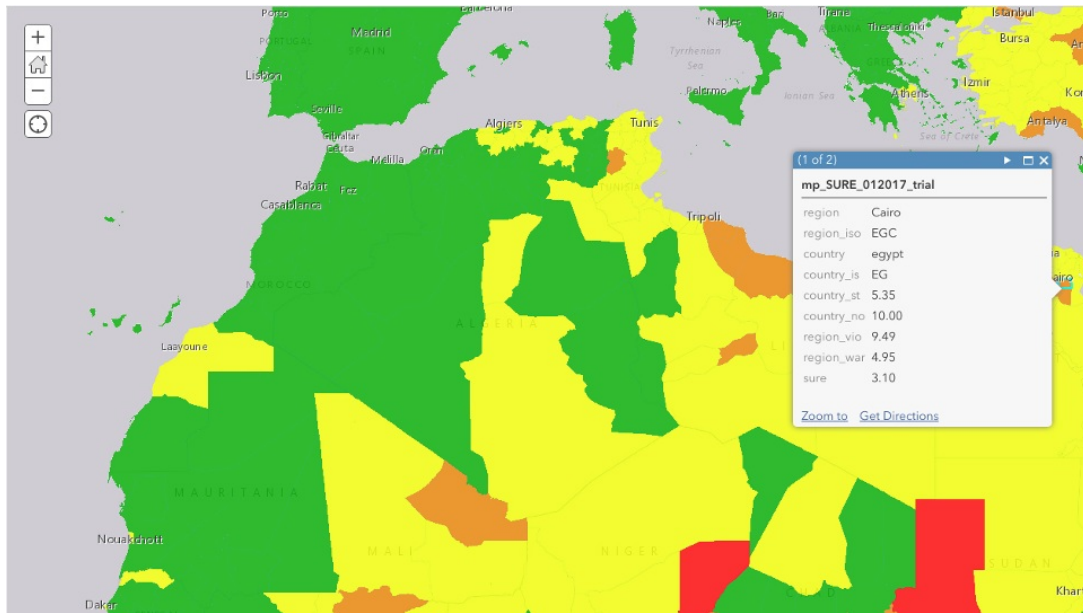 Porto
Barcelona
Madrid
PORTUGAL
SPAIN
Lisbon
Seville
Gibraltar
Ceuta
Melilla
Naples
Bari
Tirana
ALBANIA
Thessaloniki
Istanbul
Bursa
Tyrrhenian
Sea
Palermo
Ionian Sea
Athens
Izmir
Antalya
Sea of Crete
Algiers
Oran
Tunis
TUNISIA
Rabat
Fez
Casablanca
Tripoli
MOROCCO
ALGERIA
Laayoune
MAURITANIA
Nouakchott
MALI
NIGER
CHAD
SUDAN
Dakar
(1 of 2)
mp_SURE_012017_trial
region Cairo
region_iso EGC
country egypt
country_is EG
country_st 5.35
country_no 10.00
region_vio 9.49
region_war 4.95
sure 3.10
Zoom to Get Directions